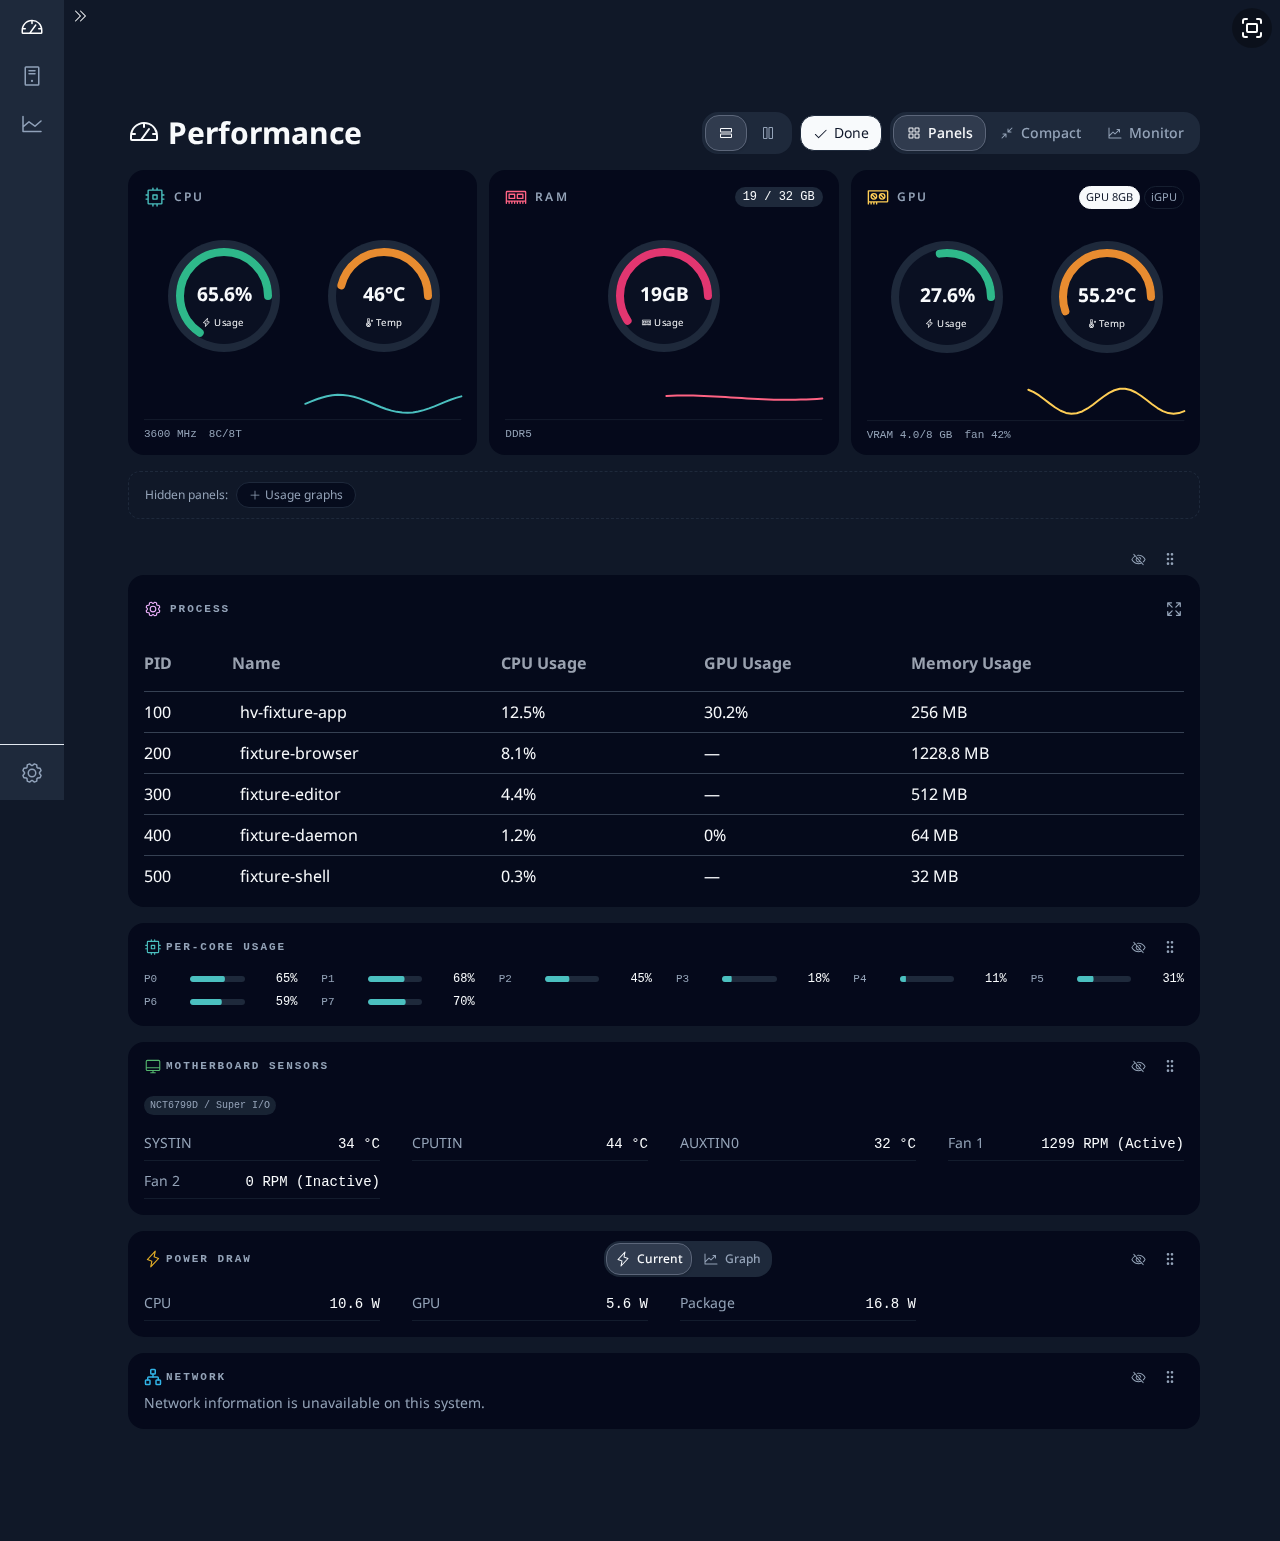 Performance
Done
Panels
Compact
Monitor
CPU
65.6%
Usage
46°C
Temp
3600 MHz 8C/8T
RAM
19 / 32 GB
19GB
Usage
DDR5
GPU
GPU 8GB
iGPU
27.6%
Usage
55.2°C
Temp
VRAM 4.0/8 GB fan 42%
Hidden panels:
Usage graphs
PROCESS
PID Name CPU Usage GPU Usage Memory Usage
100 hv-fixture-app 12.5% 30.2% 256 MB
200 fixture-browser 8.1% — 1228.8 MB
300 fixture-editor 4.4% — 512 MB
400 fixture-daemon 1.2% 0% 64 MB
500 fixture-shell 0.3% — 32 MB
PER-CORE USAGE
P0 65% P1 68% P2 45% P3 18% P4 11% P5 31%
P6 59% P7 70%
MOTHERBOARD SENSORS
NCT6799D / Super I/O
SYSTIN 34 °C CPUTIN 44 °C AUXTIN0 32 °C Fan 1 1299 RPM (Active)
Fan 2 0 RPM (Inactive)
POWER DRAW
Current
Graph
CPU 10.6 W GPU 5.6 W Package 16.8 W
NETWORK
Network information is unavailable on this system.